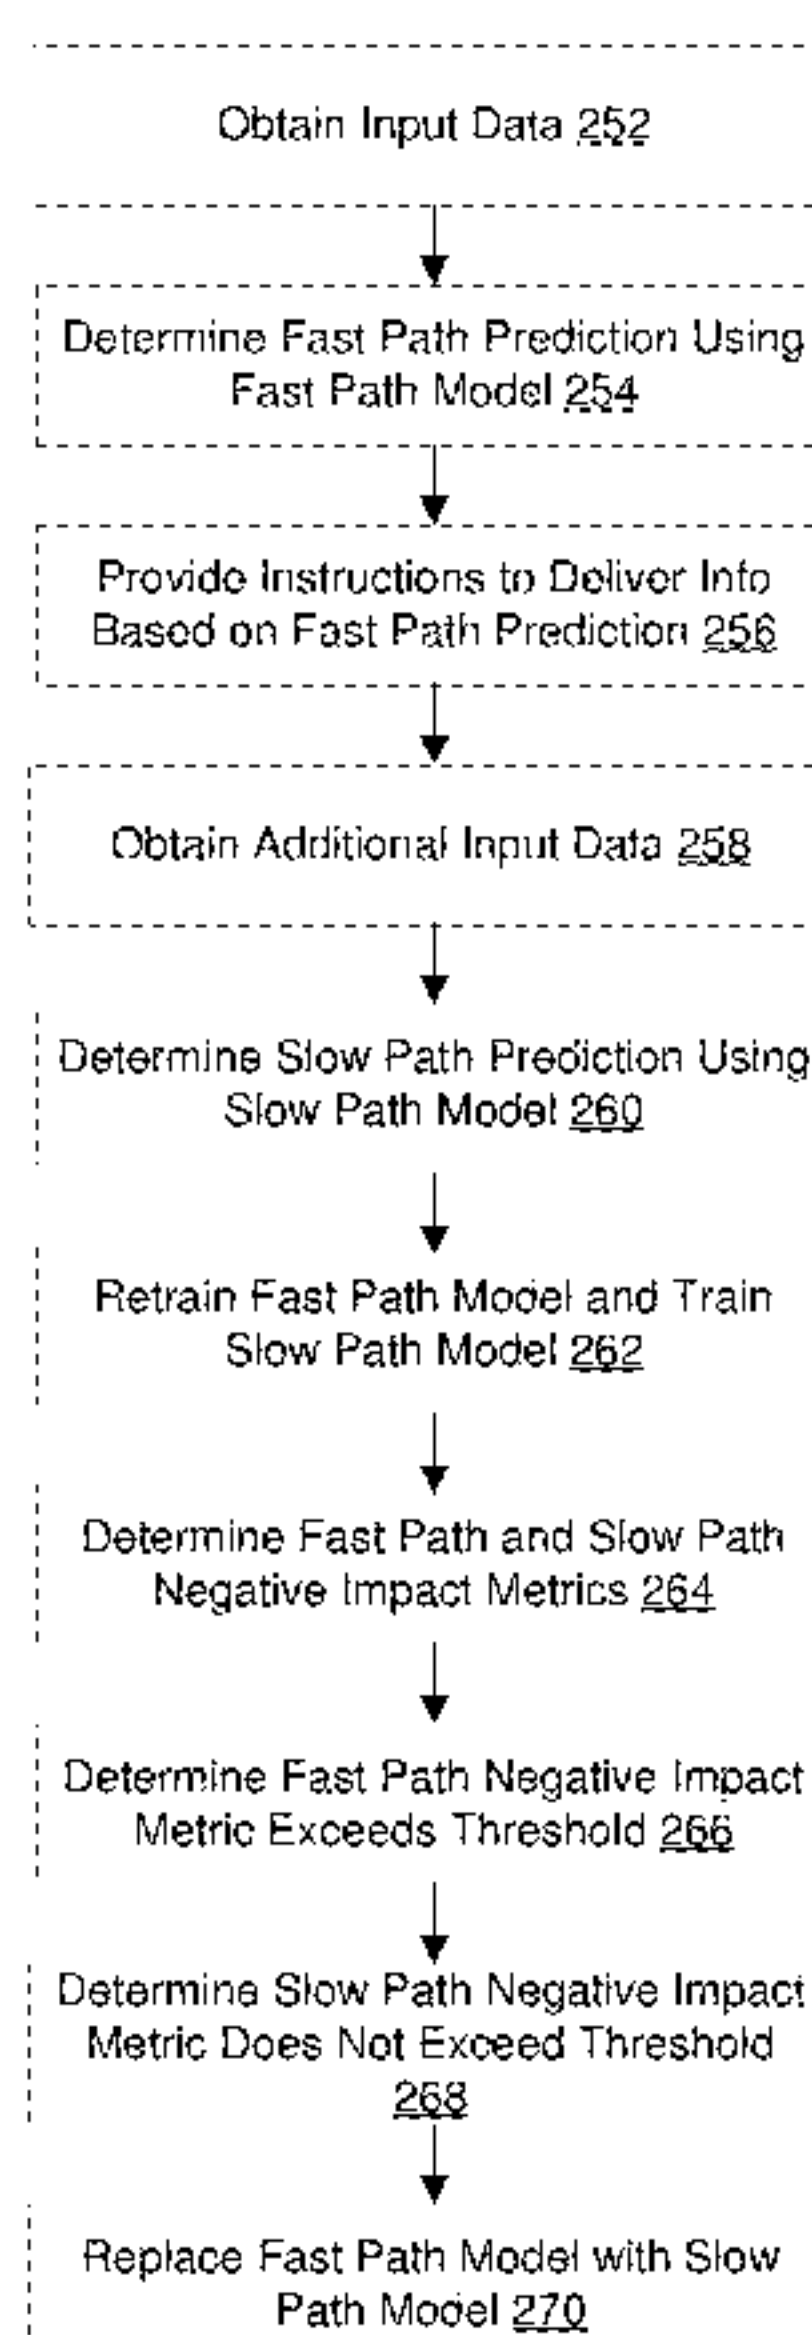 Obtain Input Data 252
Determine Fast Path Prediction Using
Fast Path Model 254
Provide Instructions to Deliver Info
Based on Fast Path Prediction 256
Obtain Additional Input Data 258
Determine Slow Path Prediction Using
Slow Path Model 260
Retrain Fast Path Model and Train
Slow Path Model 262
Determine Fast Path and Slow Path
Negative Impact Metrics 264
Determine Fast Path Negative Impact
Metric Exceeds Threshold 266
Determine Slow Path Negative Impact
Metric Does Not Exceed Threshold
268
Replace Fast Path Model with Slow
Path Model 270